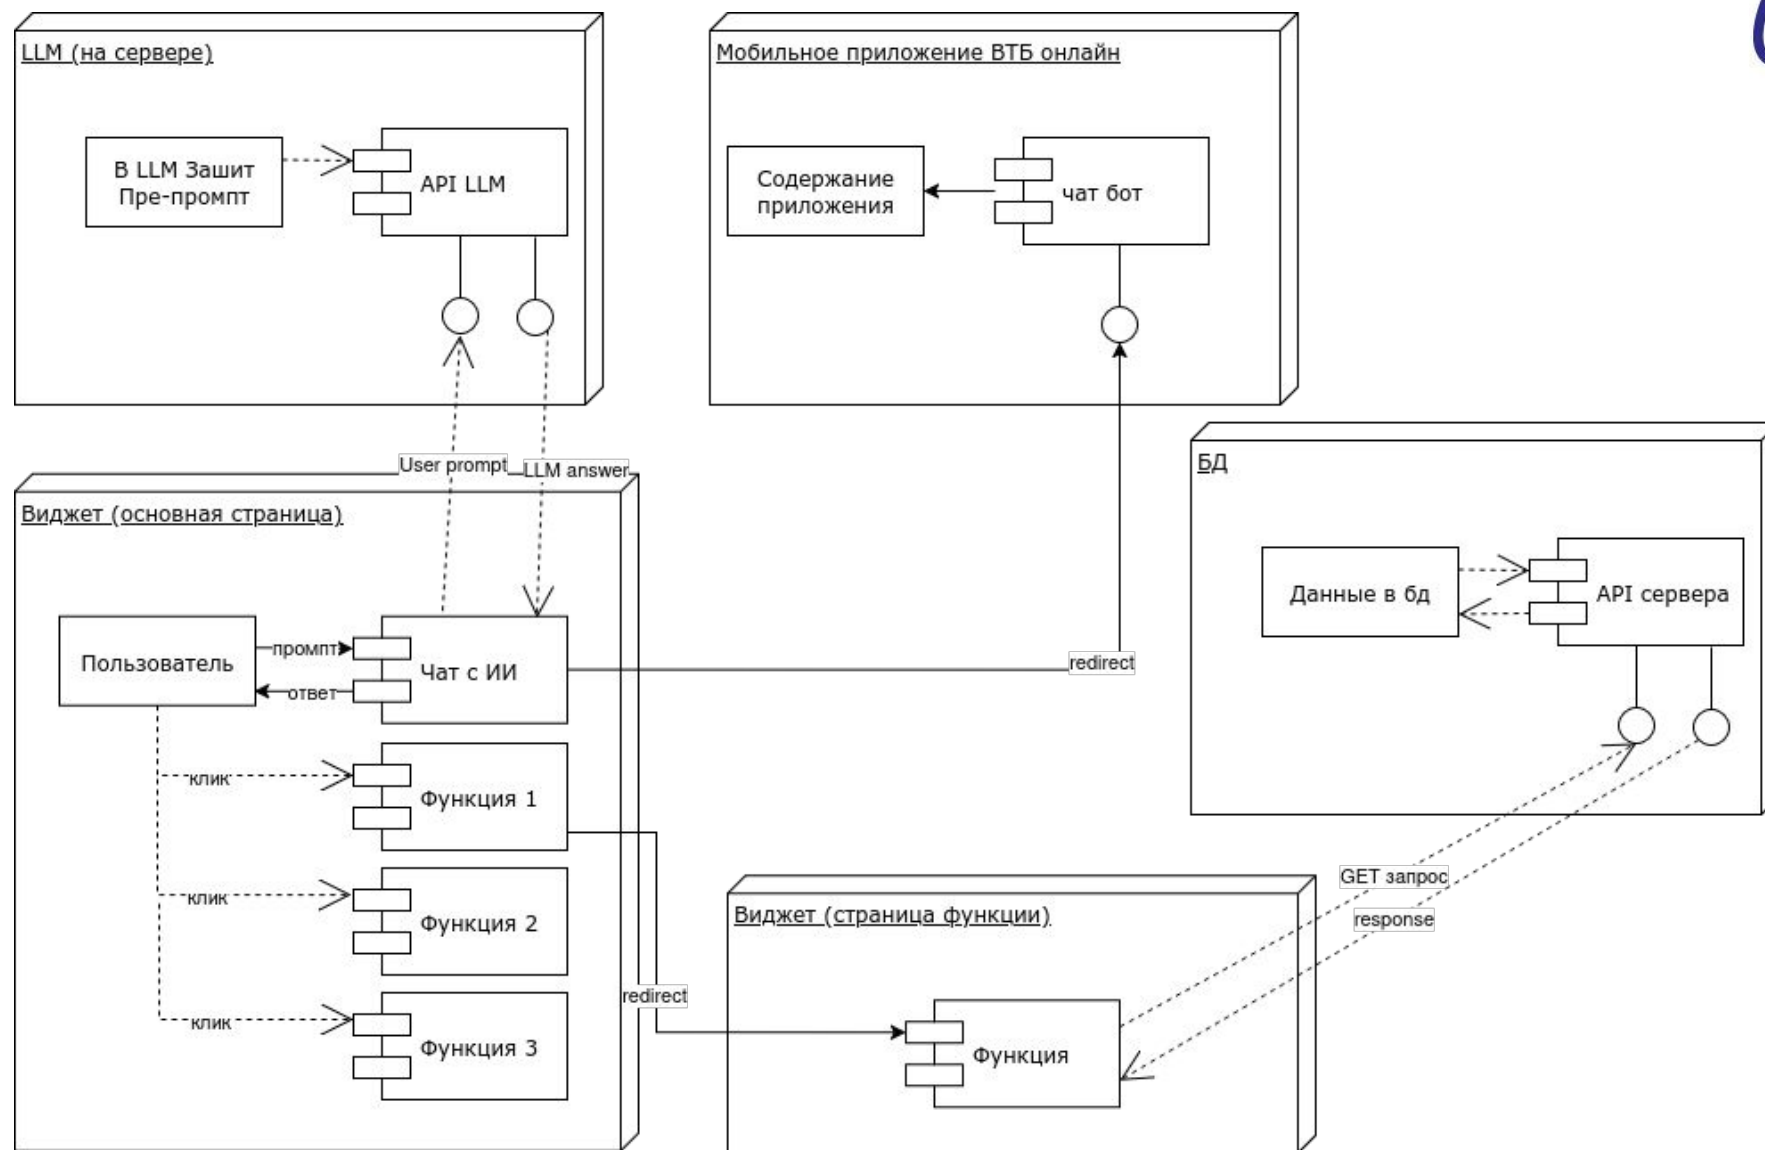 LLM (на сервере)
В LLM Зашит
Пре-промпт
API LLM
Мобильное приложение ВТБ онлайн
Содержание
приложения
чат бот
User prompt
LLM answer
БД
Данные в бд
API сервера
Виджет (основная страница)
Пользователь
промпт
ответ
Чат с ИИ
redirect
клик
Функция 1
клик
Функция 2
клик
Функция 3
redirect
GET запрос
response
Виджет (страница функции)
Функция